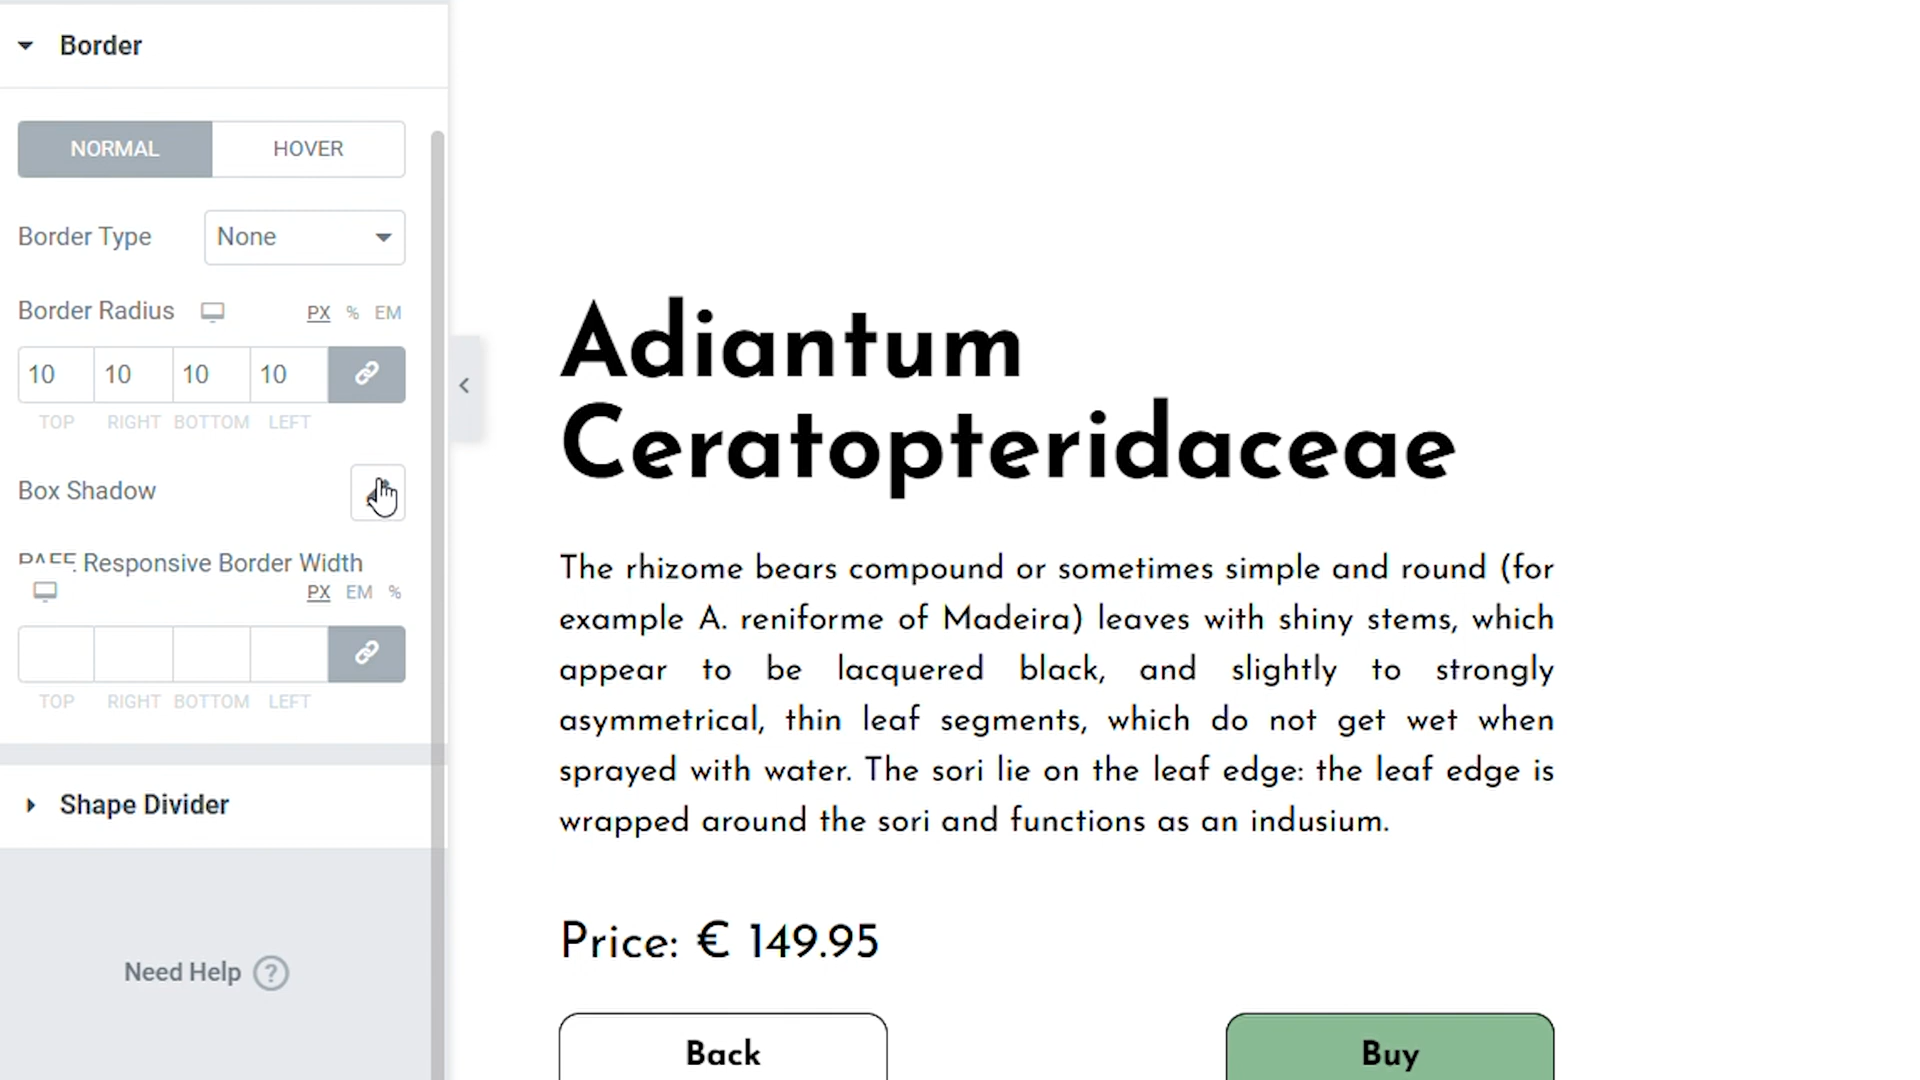 Border
NORMAL
HOVER
Border Type
None
Border Radius
PX % EM
10 10 10 10
TOP RIGHT BOTTOM LEFT
Box Shadow
Responsive Border Width
PX EM %
TOP RIGHT BOTTOM LEFT
Shape Divider
Need Help ?
Adiantum
Ceratopteridaceae
The rhizome bears compound or sometimes simple and round (for
example A. reniforme of Madeira) leaves with shiny stems, which
appear to be lacquered black, and slightly to strongly
asymmetrical, thin leaf segments, which do not get wet when
sprayed with water. The sori lie on the leaf edge: the leaf edge is
wrapped around the sori and functions as an indusium.
Price: € 149.95
Back
Buy